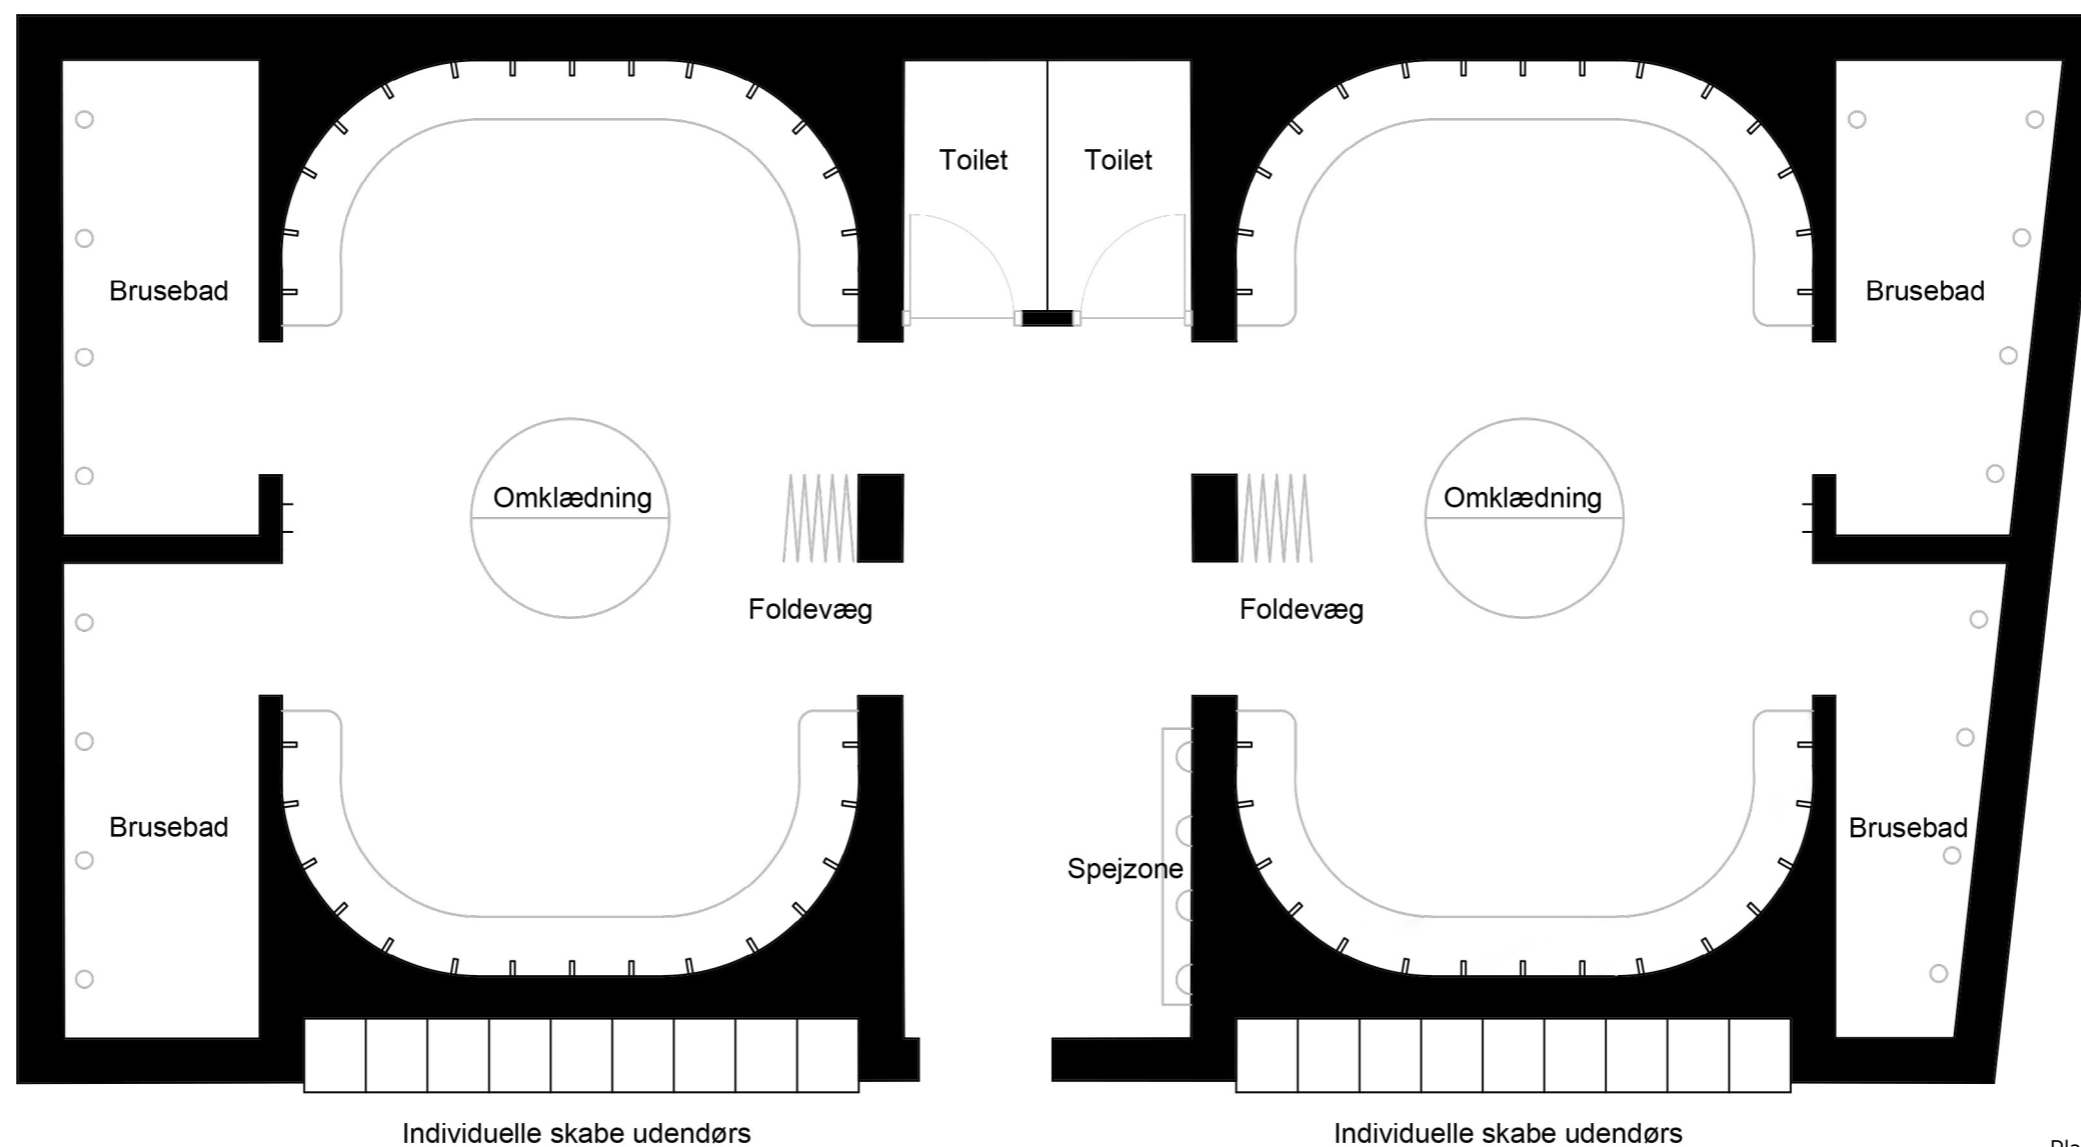 Toilet
Toilet
Brusebad
Brusebad
Omklædning
Omklædning
Foldevæg
Foldevæg
Brusebad
Brusebad
Spejzone
Individuelle skabe udendørs
Individuelle skabe udendørs